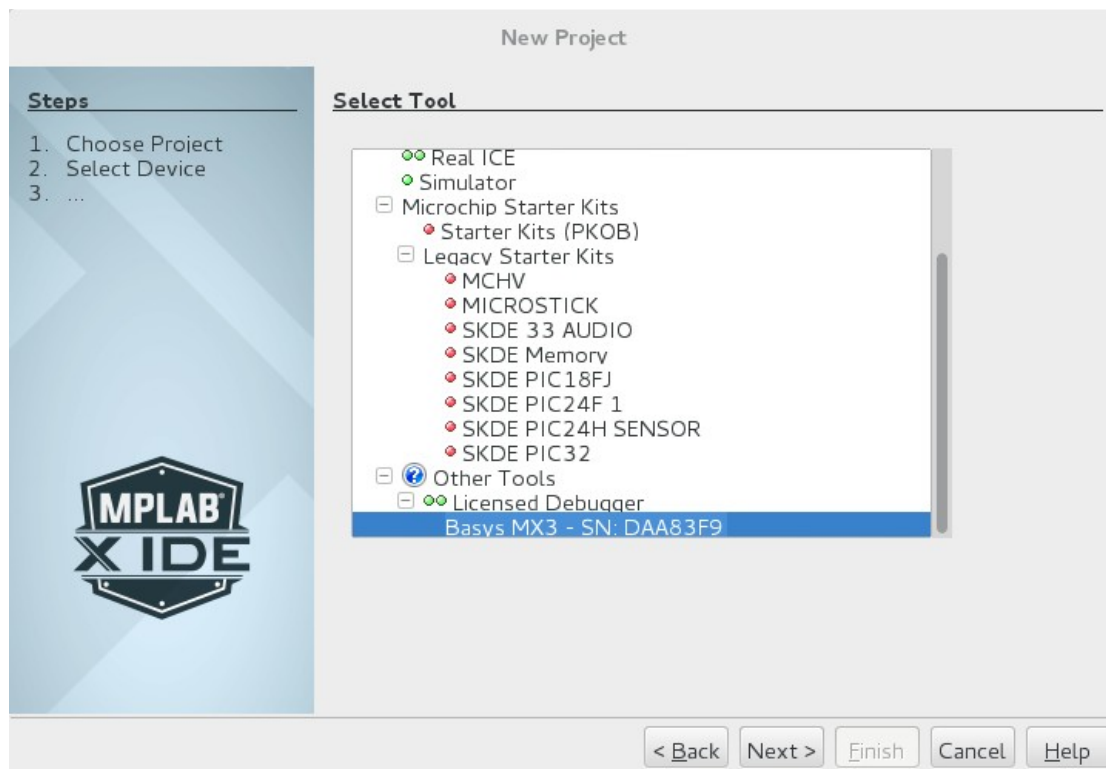 New Project
Steps
1. Choose Project
2. Select Device
3. ...
Select Tool
Real ICE
Simulator
Microchip Starter Kits
Starter Kits (PKOB)
Legacy Starter Kits
MCHV
MICROSTICK
SKDE 33 AUDIO
SKDE Memory
SKDE PIC18FJ
SKDE PIC24F 1
SKDE PIC24H SENSOR
SKDE PIC32
Other Tools
Licensed Debugger
Basys MX3 - SN: DAA83F9
MPLAB®
X IDE
< Back
Next >
Finish
Cancel
Help